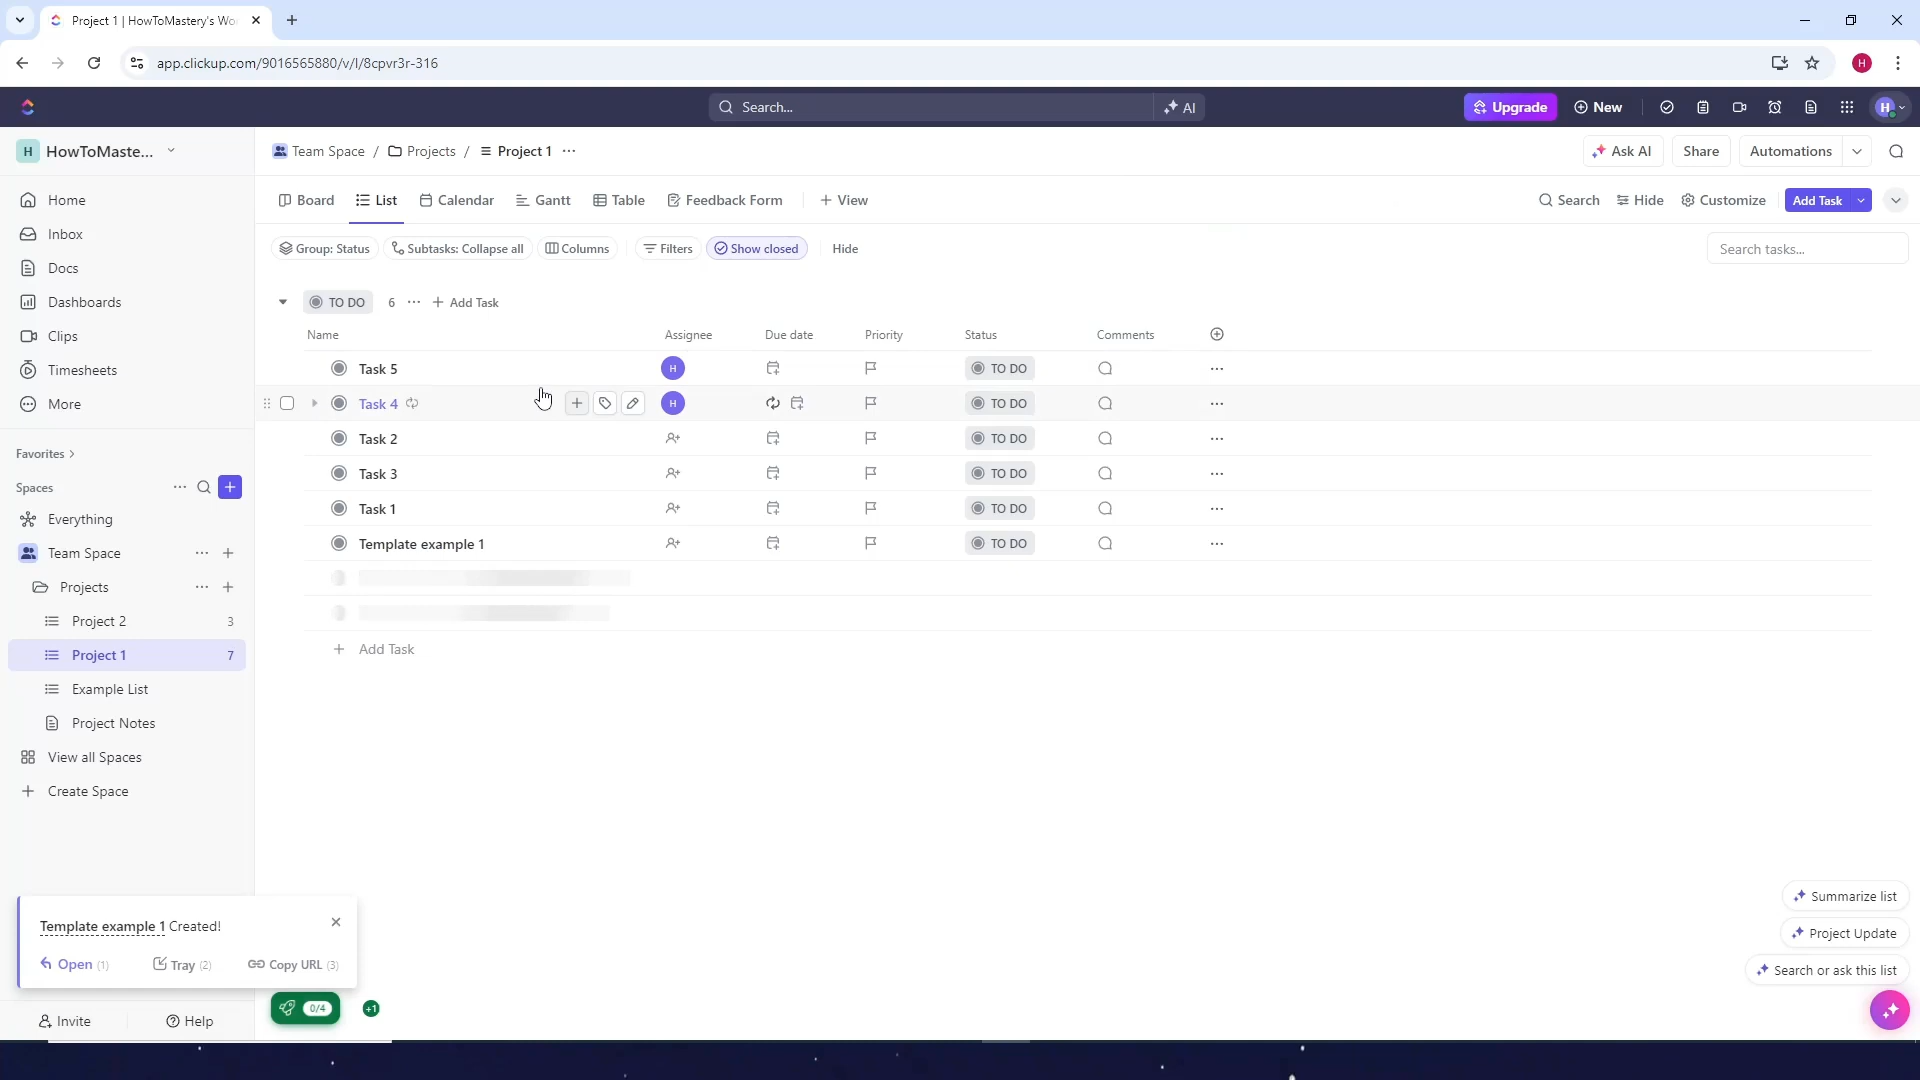 Project 1 | HowToMastery's Wo
app.clickup.com/9016565880/v/l/8cpvr3r-316
H
Search...
AI
Upgrade
New
H
H HowToMaste...
Team Space / Projects / Project 1 ...
Ask AI
Share
Automations
Home
Inbox
Docs
Dashboards
Clips
Timesheets
More
Board
List
Calendar
Gantt
Table
Feedback Form
+ View
Search
Hide
Customize
Add Task
Group: Status
Subtasks: Collapse all
Columns
Filters
Show closed
Hide
Search tasks...
TO DO 6 ... + Add Task
Name Assignee Due date Priority Status Comments
Task 5 H TO DO
Task 4 H TO DO
Task 2 TO DO
Task 3 TO DO
Task 1 TO DO
Template example 1 TO DO
+ Add Task
Favorites >
Spaces
Everything
Team Space
Projects
Project 2 3
Project 1 7
Example List
Project Notes
View all Spaces
+ Create Space
Template example 1 Created!
Open (1)
Tray (2)
Copy URL (3)
Invite
Help
0/4
+1
Summarize list
Project Update
Search or ask this list